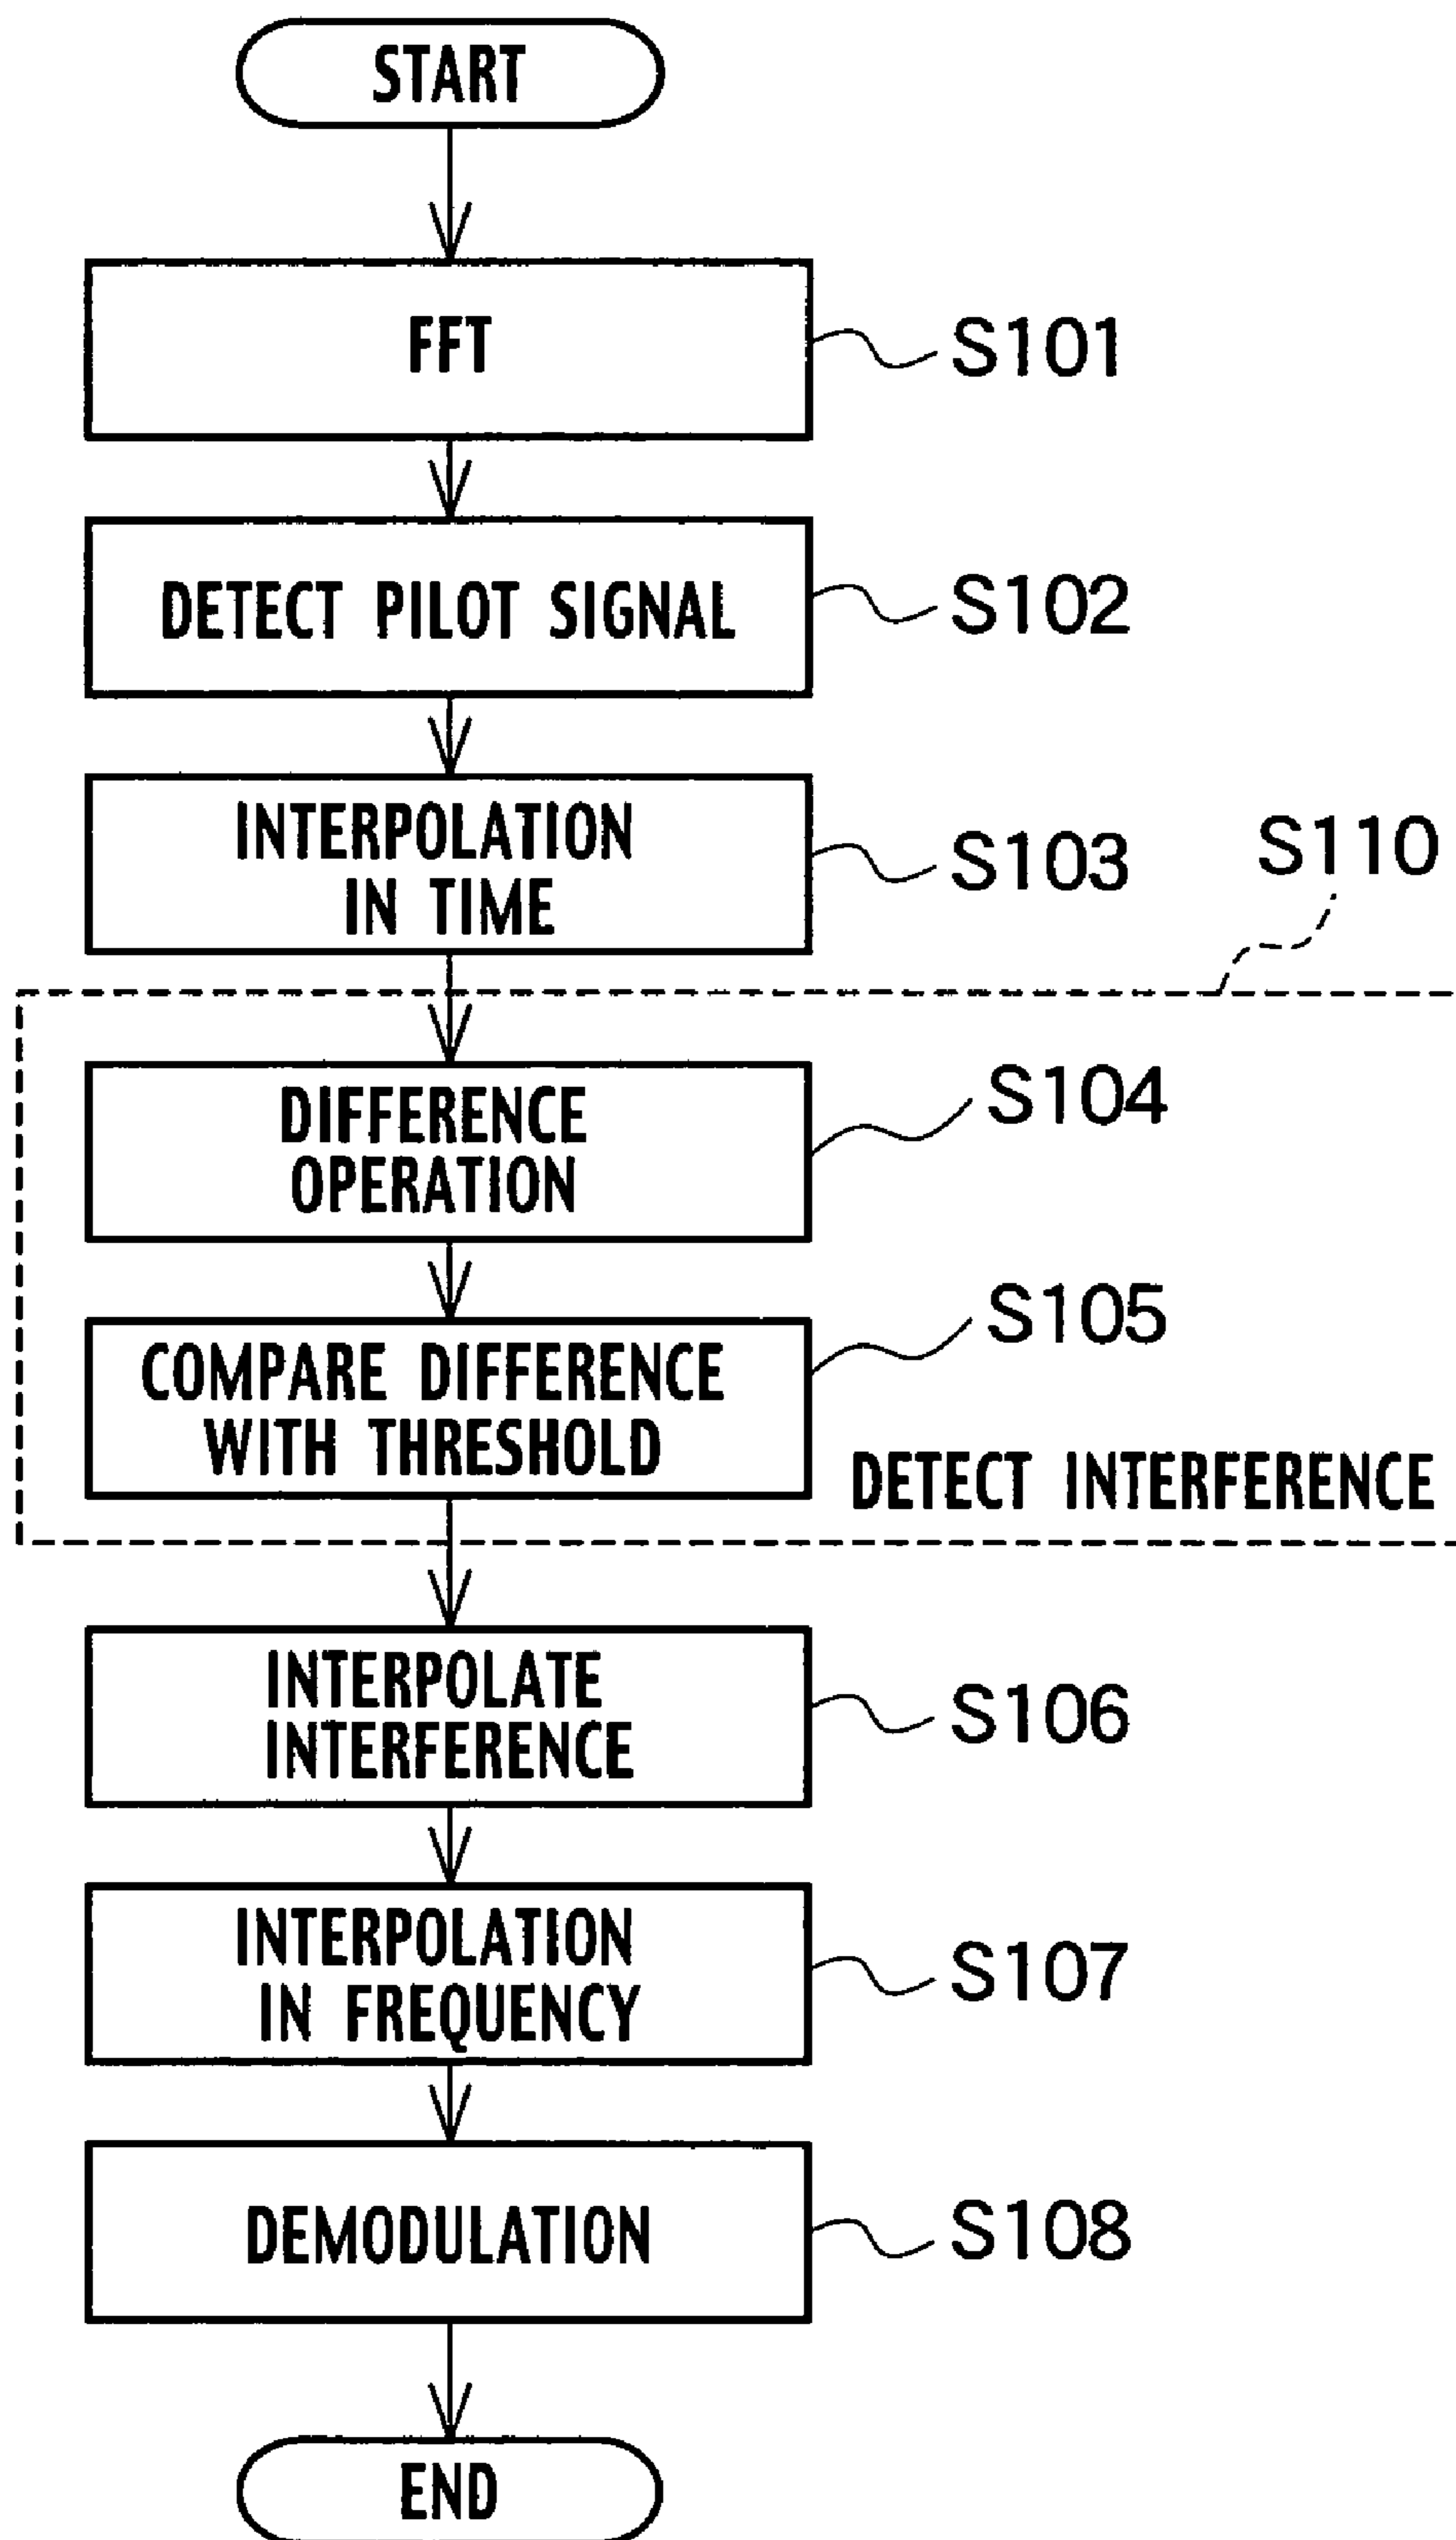 START
FFT
S101
DETECT PILOT SIGNAL
S102
INTERPOLATION
IN TIME
S103
S110
DIFFERENCE
OPERATION
S104
COMPARE DIFFERENCE
WITH THRESHOLD
S105
DETECT INTERFERENCE
INTERPOLATE
INTERFERENCE
S106
INTERPOLATION
IN FREQUENCY
S107
DEMODULATION
S108
END